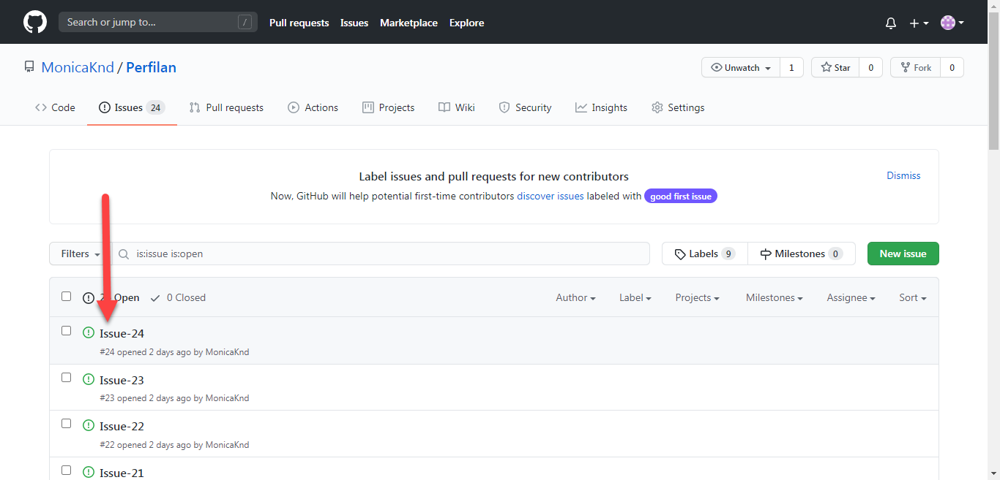 Search or jump to... / Pull requests Issues Marketplace Explore
MonicaKnd / Perfilan Unwatch 1 Star 0 Fork 0
Code Issues 24 Pull requests Actions Projects Wiki Security Insights Settings
Label issues and pull requests for new contributors Dismiss
Now, GitHub will help potential first-time contributors discover issues labeled with good first issue
Filters is:issue is:open Labels 9 Milestones 0 New issue
Open 0 Closed Author Label Projects Milestones Assignee Sort
Issue-24
#24 opened 2 days ago by MonicaKnd
Issue-23
#23 opened 2 days ago by MonicaKnd
Issue-22
#22 opened 2 days ago by MonicaKnd
Issue-21